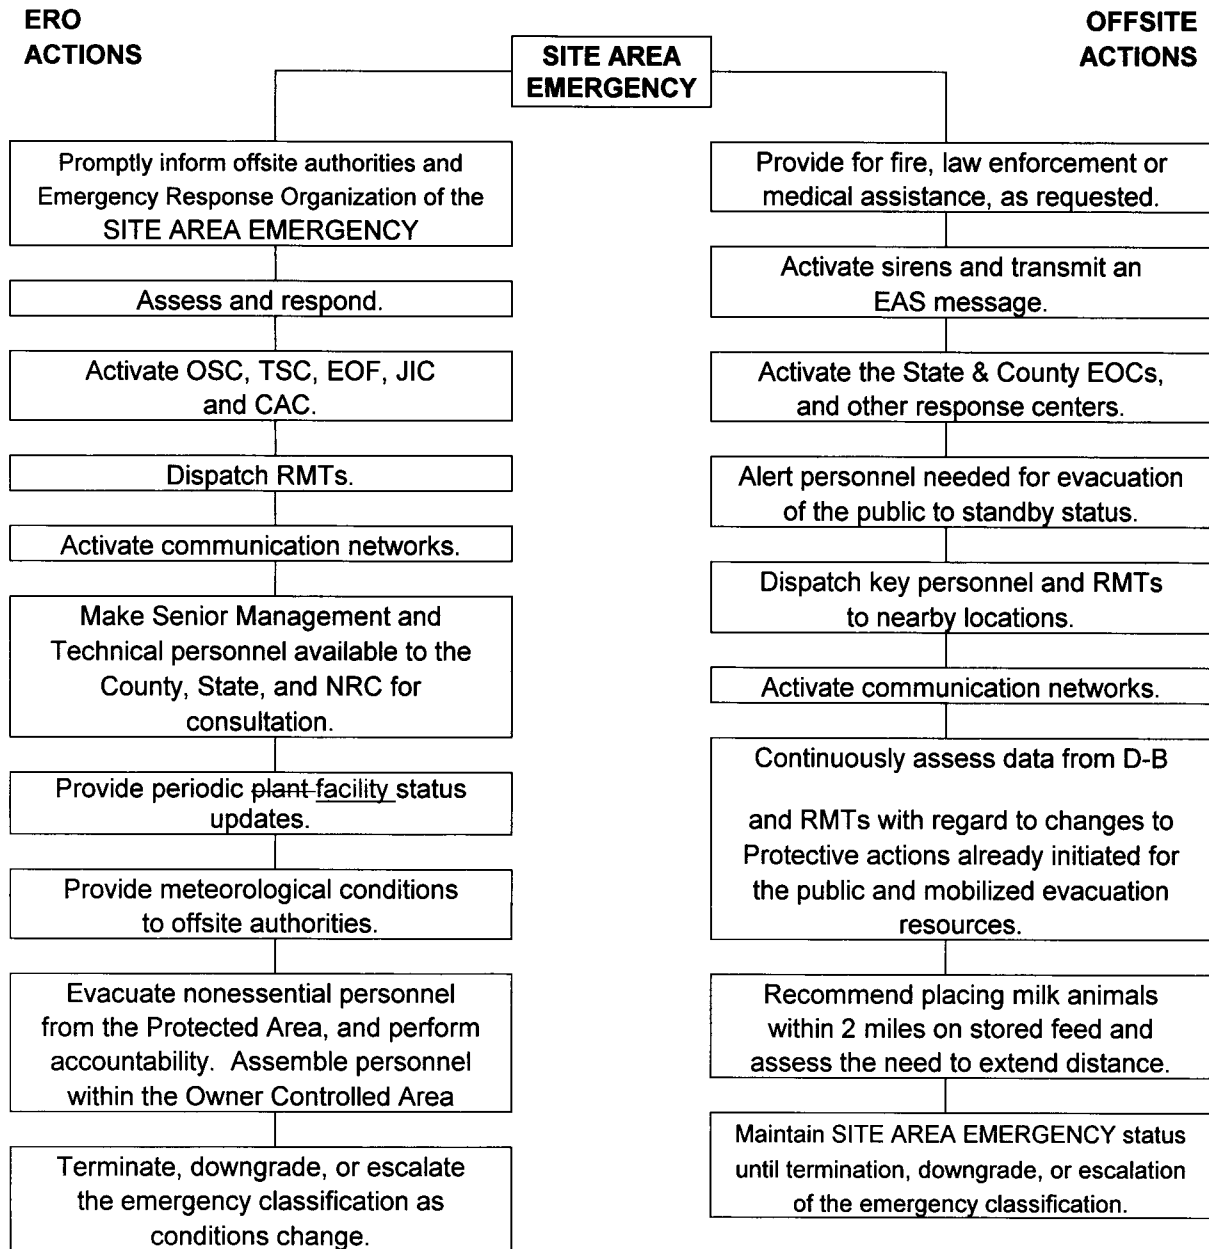 ERO
ACTIONS
OFFSITE
ACTIONS
SITE AREA
EMERGENCY
Promptly inform offsite authorities and
Emergency Response Organization of the
SITE AREA EMERGENCY
Assess and respond.
Activate OSC, TSC, EOF, JIC
and CAC.
Dispatch RMTs.
Activate communication networks.
Make Senior Management and
Technical personnel available to the
County, State, and NRC for
consultation.
Provide periodic plant facility status
updates.
Provide meteorological conditions
to offsite authorities.
Evacuate nonessential personnel
from the Protected Area, and perform
accountability. Assemble personnel
within the Owner Controlled Area
Terminate, downgrade, or escalate
the emergency classification as
conditions change.
Provide for fire, law enforcement or
medical assistance, as requested.
Activate sirens and transmit an
EAS message.
Activate the State & County EOCs,
and other response centers.
Alert personnel needed for evacuation
of the public to standby status.
Dispatch key personnel and RMTs
to nearby locations.
Activate communication networks.
Continuously assess data from D-B
and RMTs with regard to changes to
Protective actions already initiated for
the public and mobilized evacuation
resources.
Recommend placing milk animals
within 2 miles on stored feed and
assess the need to extend distance.
Maintain SITE AREA EMERGENCY status
until termination, downgrade, or escalation
of the emergency classification.